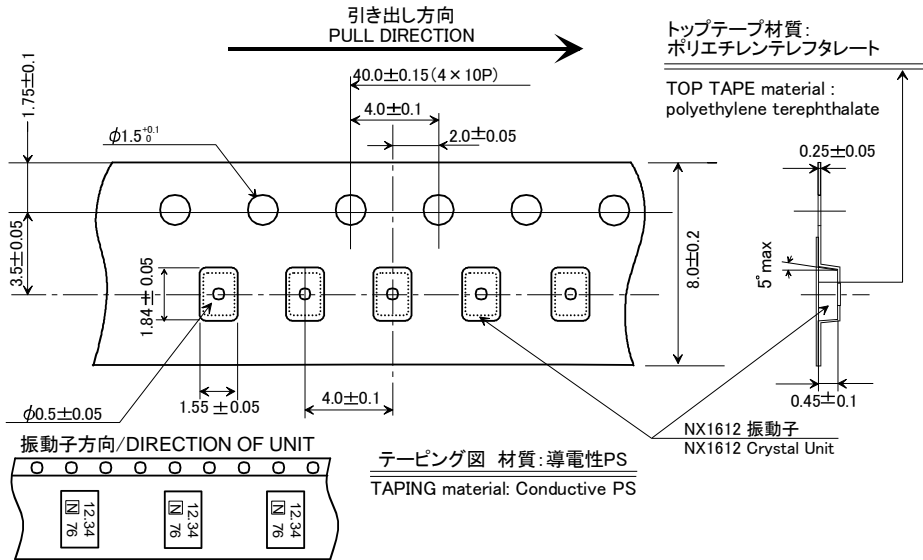 引き出し方向
PULL DIRECTION
トップテープ材質：
ポリエチレンテレフタレート
TOP TAPE material :
polyethylene terephthalate
1.75±0.1
40.0±0.15(4×10P)
4.0±0.1
2.0±0.05
φ1.5 +0.1 0
0.25±0.05
3.5±0.05
8.0±0.2
5° max
1.84±0.05
φ0.5±0.05
1.55±0.05
4.0±0.1
0.45±0.1
NX1612 振動子
NX1612 Crystal Unit
振動子方向/DIRECTION OF UNIT
テーピング図 材質：導電性PS
TAPING material: Conductive PS
12.34
N 76
12.34
N 76
12.34
N 76